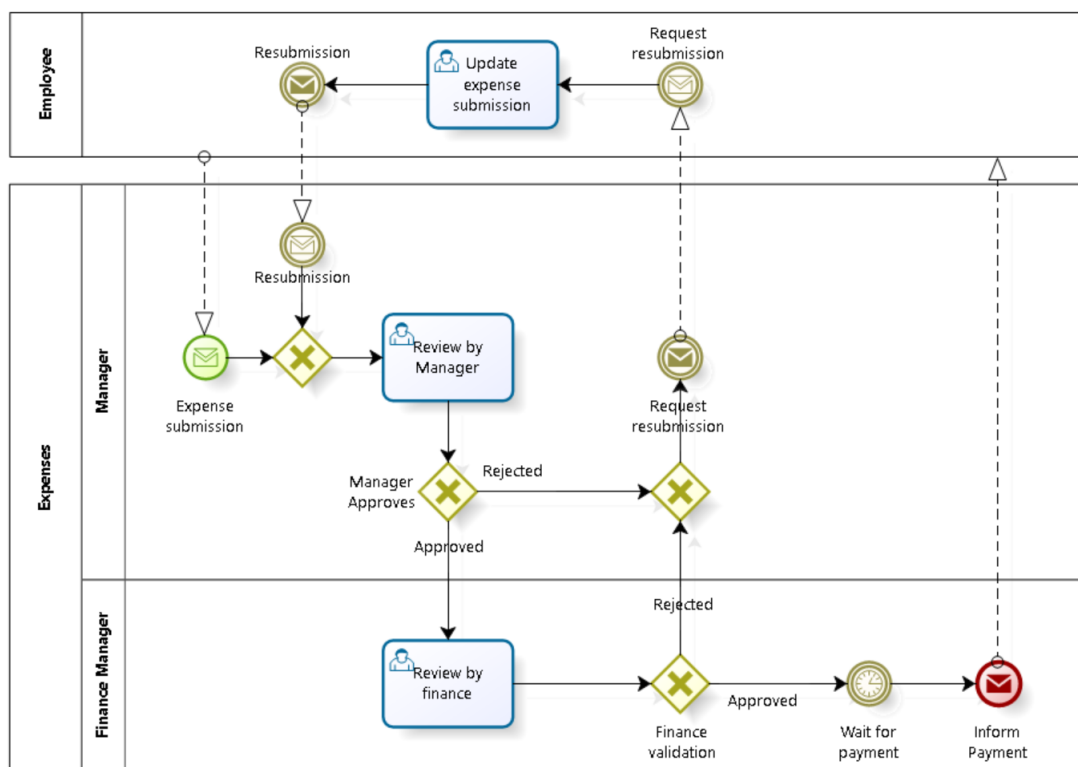 Employee
Resubmission
Update
expense
submission
Request
resubmission
Expenses
Manager
Resubmission
Expense
submission
Review by
Manager
Request
resubmission
Manager
Approves
Rejected
Approved
Finance Manager
Rejected
Review by
finance
Finance
validation
Approved
Wait for
payment
Inform
Payment